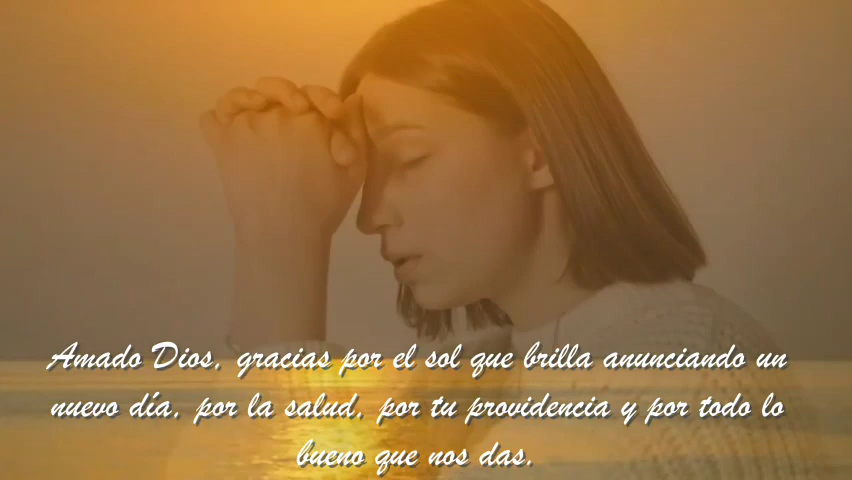 Amado Dios, gracias por el sol que brilla anunciando un
nuevo día, por la salud, por tu providencia y por todo lo
bueno que nos das.